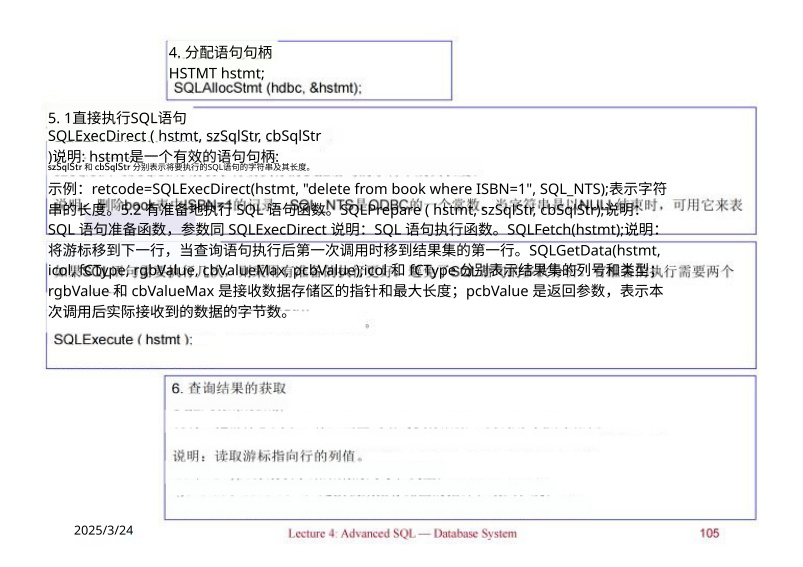 4. 分配语句句柄
HSTMT hstmt;
SQLAllocStmt (hdbc, &hstmt);
5. 1直接执行SQL语句
SQLExecDirect ( hstmt, szSqlStr, cbSqlStr
)说明: hstmt是一个有效的语句句柄;
szSqlStr 和 cbSqlStr 分别表示将要执行的SQL语句的字符串及其长度。
示例：retcode=SQLExecDirect(hstmt, "delete from book where ISBN=1", SQL_NTS);表示字符
串的长度。5.2 有准备地执行 SQL 语句函数。SQLPrepare ( hstmt, szSqlStr, cbSqlStr);说明：
SQL 语句准备函数，参数同 SQLExecDirect 说明：SQL 语句执行函数。SQLFetch(hstmt);说明：
将游标移到下一行，当查询语句执行后第一次调用时移到结果集的第一行。SQLGetData(hstmt,
icol, fCType, rgbValue, cbValueMax, pcbValue);icol 和 fCType 分别表示结果集的列号和类型；
rgbValue 和 cbValueMax 是接收数据存储区的指针和最大长度；pcbValue 是返回参数，表示本
次调用后实际接收到的数据的字节数。
SQLExecute ( hstmt );
6. 查询结果的获取
说明：读取游标指向行的列值。
2025/3/24
Lecture 4: Advanced SQL — Database System
105